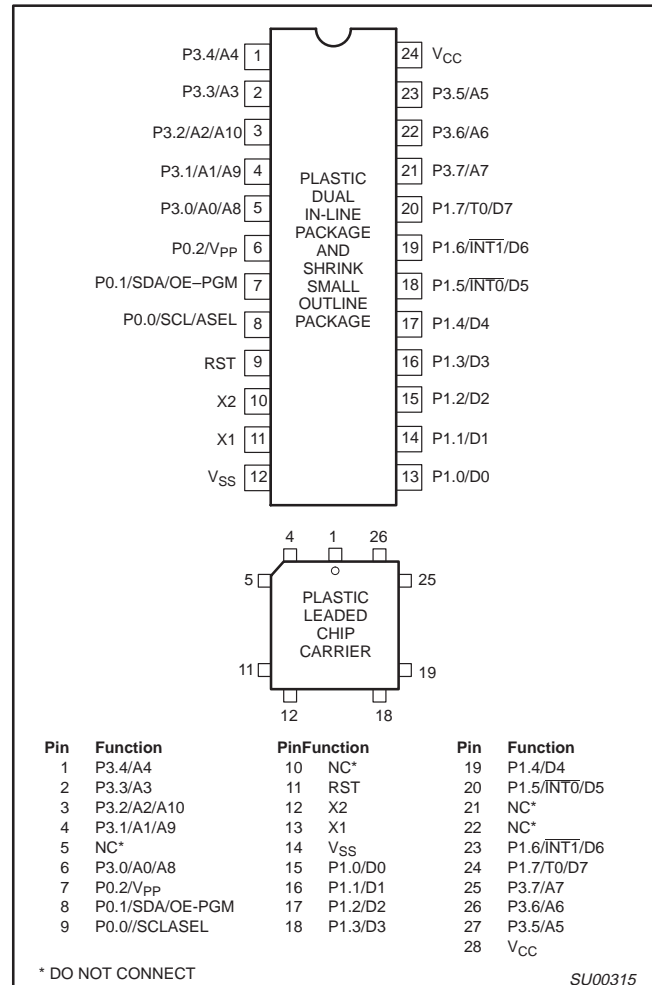 P3.4/A4 1 24 VCC
P3.3/A3 2 23 P3.5/A5
P3.2/A2/A10 3 22 P3.6/A6
P3.1/A1/A9 4 21 P3.7/A7
P3.0/A0/A8 5 20 P1.7/T0/D7
P0.2/VPP 6 19 P1.6/INT1/D6
P0.1/SDA/OE–PGM 7 18 P1.5/INT0/D5
P0.0/SCL/ASEL 8 17 P1.4/D4
RST 9 16 P1.3/D3
X2 10 15 P1.2/D2
X1 11 14 P1.1/D1
VSS 12 13 P1.0/D0
PLASTIC
DUAL
IN-LINE
PACKAGE
AND
SHRINK
SMALL
OUTLINE
PACKAGE
4 1 26
5 25
PLASTIC
LEADED
CHIP
CARRIER
11 19
12 18
Pin Function PinFunction Pin Function
1 P3.4/A4 10 NC* 19 P1.4/D4
2 P3.3/A3 11 RST 20 P1.5/INT0/D5
3 P3.2/A2/A10 12 X2 21 NC*
4 P3.1/A1/A9 13 X1 22 NC*
5 NC* 14 VSS 23 P1.6/INT1/D6
6 P3.0/A0/A8 15 P1.0/D0 24 P1.7/T0/D7
7 P0.2/VPP 16 P1.1/D1 25 P3.7/A7
8 P0.1/SDA/OE-PGM 17 P1.2/D2 26 P3.6/A6
9 P0.0//SCLASEL 18 P1.3/D3 27 P3.5/A5
28 VCC
* DO NOT CONNECT
SU00315